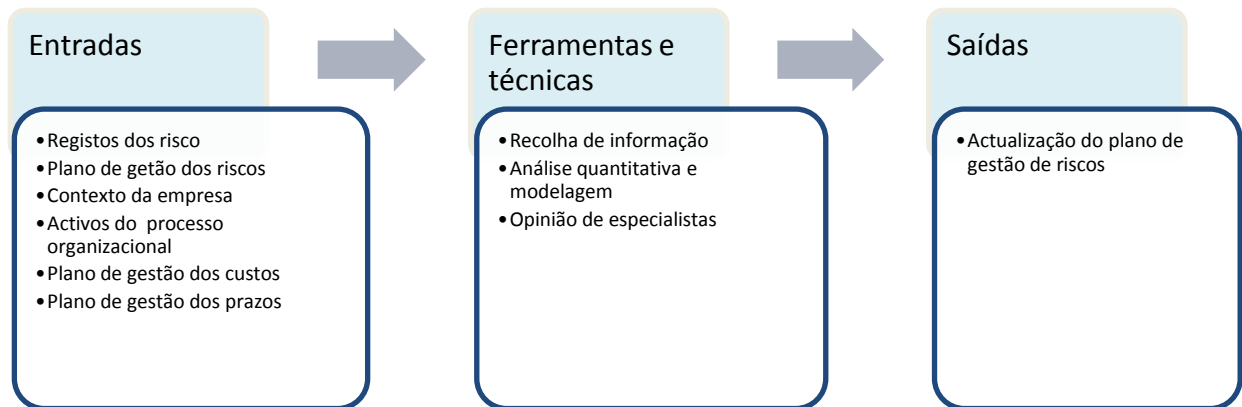 Entradas
•Registos dos risco
•Plano de getão dos riscos
•Contexto da empresa
•Activos do processo
organizacional
•Plano de gestão dos custos
•Plano de gestão dos prazos
Ferramentas e
técnicas
•Recolha de informação
•Análise quantitativa e
modelagem
•Opinião de especialistas
Saídas
•Actualização do plano de
gestão de riscos